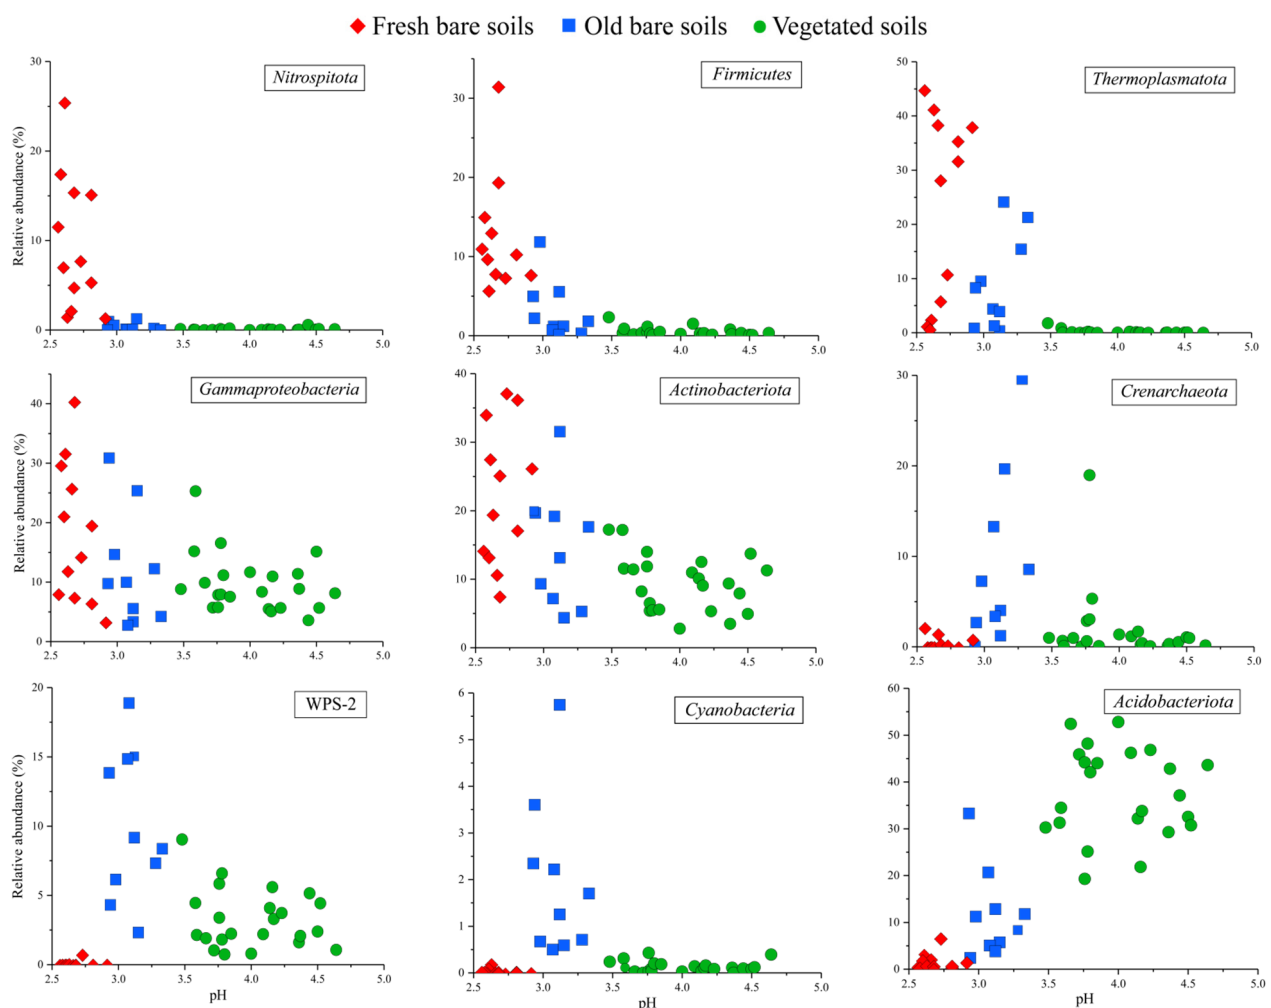 Fresh bare soils Old bare soils Vegetated soils
Nitrospitota
Relative abundance (%)
30
20
10
0
2.5 3.0 3.5 4.0 4.5 5.0
Firmicutes
30
20
10
0
2.5 3.0 3.5 4.0 4.5 5.0
Thermoplasmatota
50
40
30
20
10
0
2.5 3.0 3.5 4.0 4.5 5.0
Gammaproteobacteria
Relative abundance (%)
40
30
20
10
0
2.5 3.0 3.5 4.0 4.5 5.0
Actinobacteriota
40
30
20
10
0
2.5 3.0 3.5 4.0 4.5 5.0
Crenarchaeota
30
20
10
0
2.5 3.0 3.5 4.0 4.5 5.0
WPS-2
Relative abundance (%)
20
15
10
5
0
2.5 3.0 3.5 4.0 4.5 5.0
pH
Cyanobacteria
6
5
4
3
2
1
0
2.5 3.0 3.5 4.0 4.5 5.0
pH
Acidobacteriota
60
50
40
30
20
10
0
2.5 3.0 3.5 4.0 4.5 5.0
pH